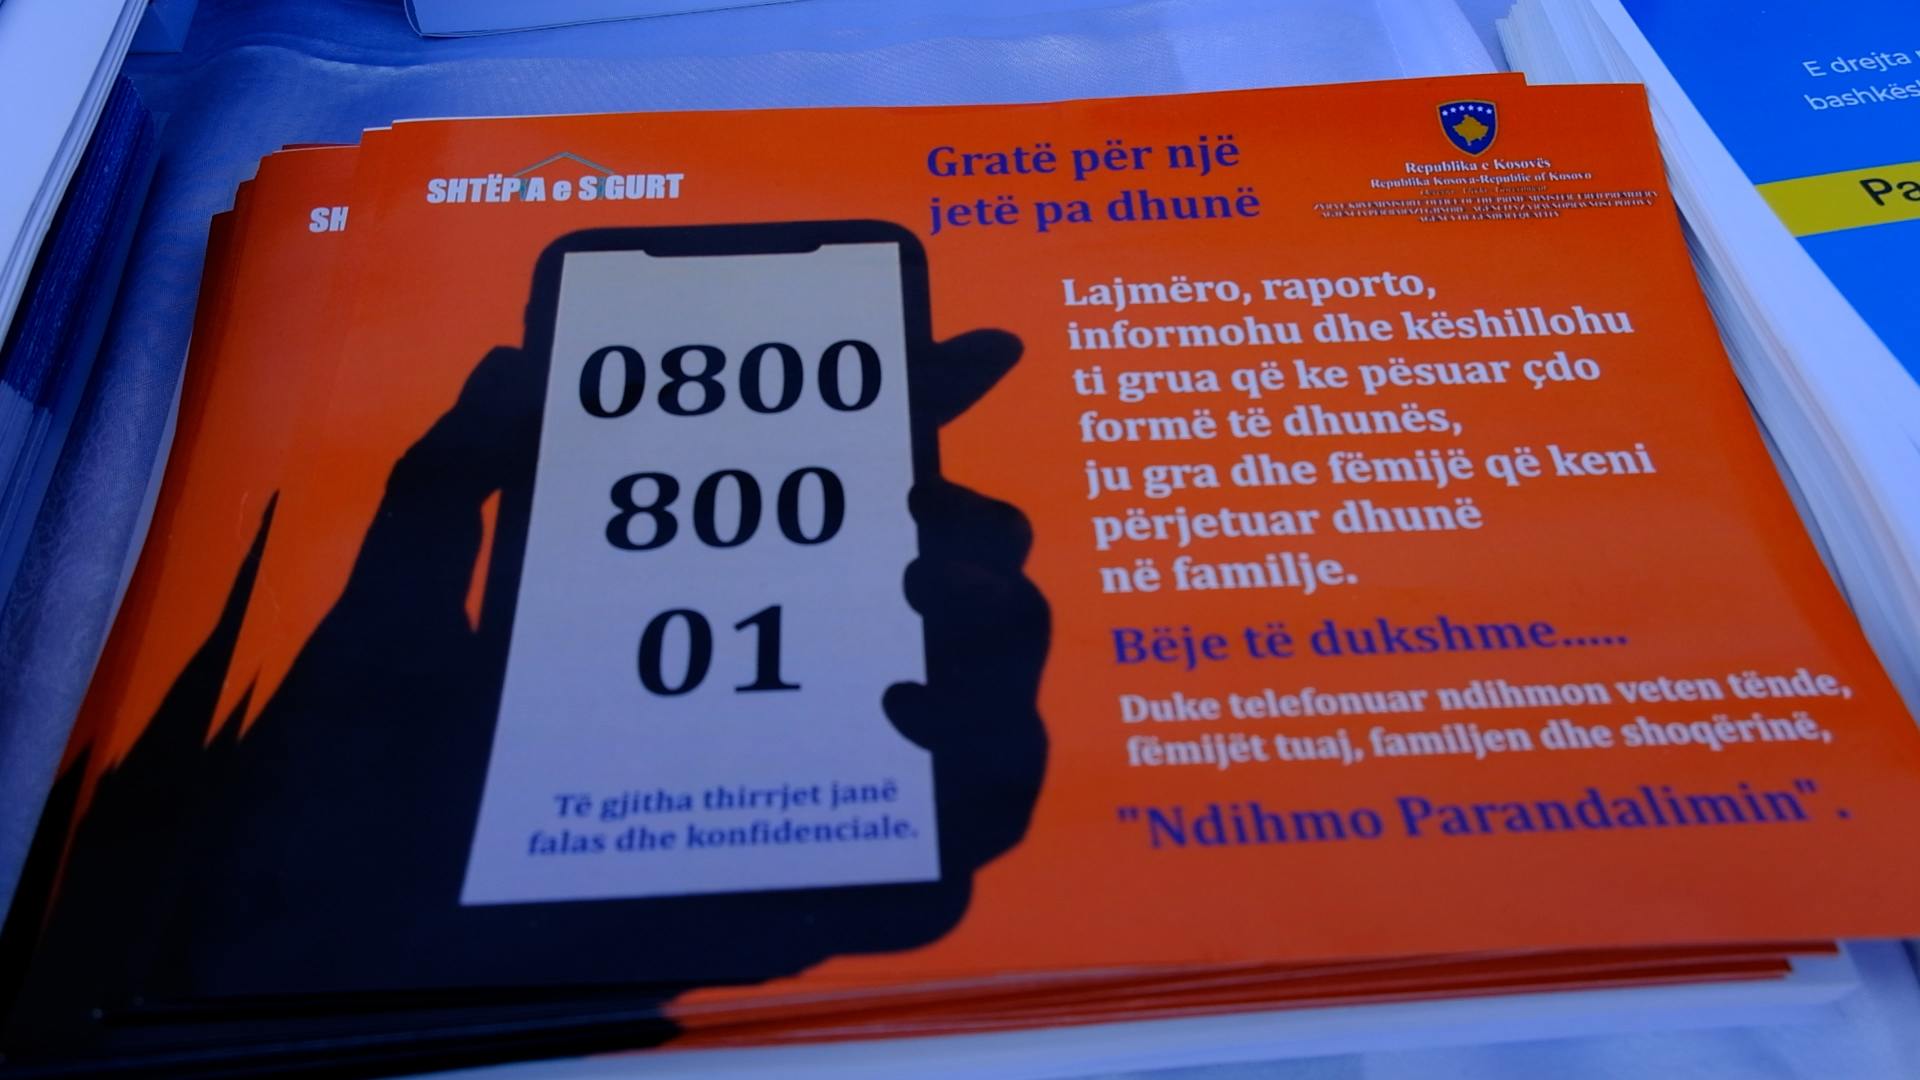 SHTËPIA e SIGURT
SH
Gratë për një
jetë pa dhunë
Republika e Kosovës
Republika Kosova-Republic of Kosovo
0800
800
01
Të gjitha thirrjet janë
falas dhe konfidenciale.
Lajmëro, raporto,
informohu dhe këshillohu
ti grua që ke pësuar çdo
formë të dhunës,
ju gra dhe fëmijë që keni
përjetuar dhunë
në familje.
Bëje të dukshme.....
Duke telefonuar ndihmon veten tënde,
fëmijët tuaj, familjen dhe shoqërinë,
"Ndihmo Parandalimin" .
E drejta
bashkës
Pa